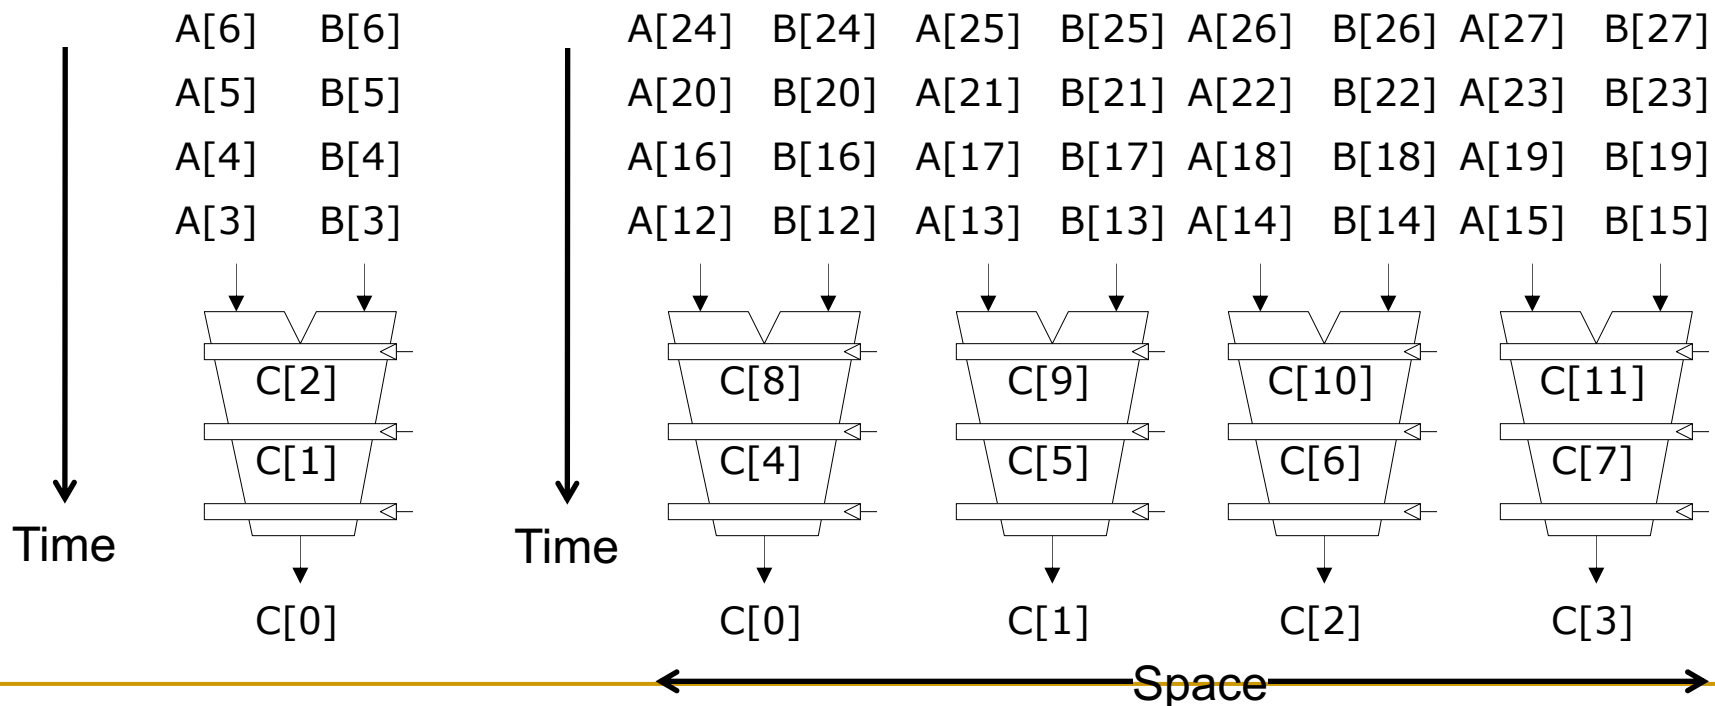 A[6] B[6] A[24] B[24] A[25] B[25] A[26] B[26] A[27] B[27]
A[5] B[5] A[20] B[20] A[21] B[21] A[22] B[22] A[23] B[23]
A[4] B[4] A[16] B[16] A[17] B[17] A[18] B[18] A[19] B[19]
A[3] B[3] A[12] B[12] A[13] B[13] A[14] B[14] A[15] B[15]
C[2] C[8] C[9] C[10] C[11]
C[1] C[4] C[5] C[6] C[7]
Time Time
C[0] C[0] C[1] C[2] C[3]
Space